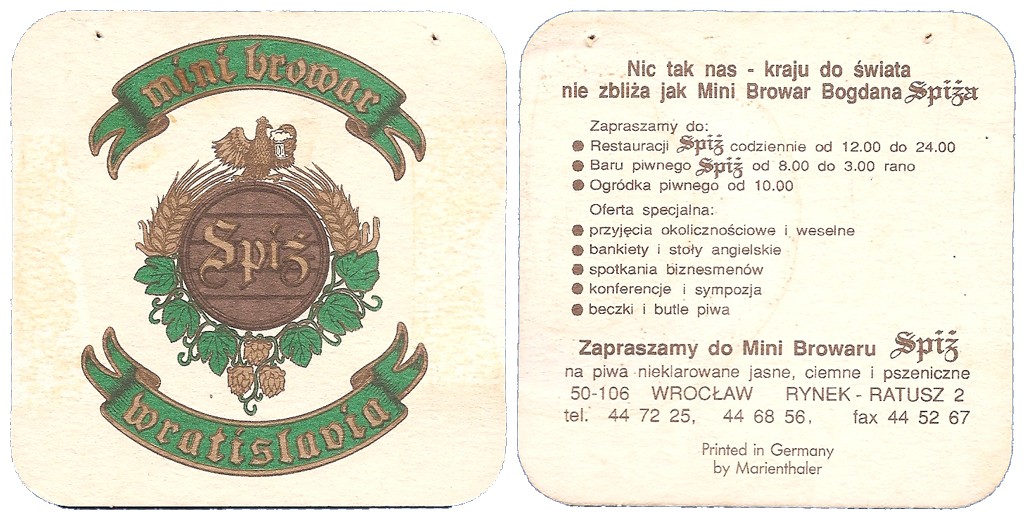 mini browar
Spiż
wratislavia
Nic tak nas - kraju do świata
nie zbliża jak Mini Browar Bogdana Spiża
Zapraszamy do:
● Restauracji Spiż codziennie od 12.00 do 24.00
● Baru piwnego Spiż od 8.00 do 3.00 rano
● Ogródka piwnego od 10.00
Oferta specjalna:
● przyjęcia okolicznościowe i weselne
● bankiety i stoły angielskie
● spotkania biznesmenów
● konferencje i sympozja
● beczki i butle piwa
Zapraszamy do Mini Browaru Spiż
na piwa nieklarowane jasne, ciemne i pszeniczne
50-106 WROCŁAW RYNEK - RATUSZ 2
tel. 44 72 25, 44 68 56, fax 44 52 67
Printed in Germany
by Marienthaler